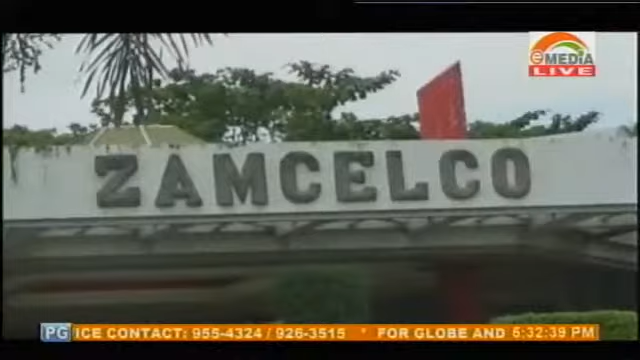 eMEDIA
LIVE
ZAMCELCO
PG ICE CONTACT: 955-4324 / 926-3515 * FOR GLOBE AND 5:32:39 PM